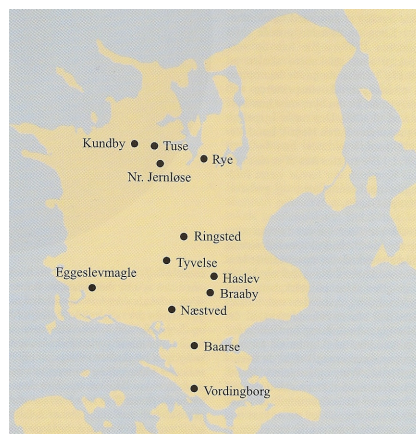 Kundby
Tuse
Rye
Nr. Jernløse
Ringsted
Tyvelse
Eggeslevmagle
Haslev
Braaby
Næstved
Baarse
Vordingborg